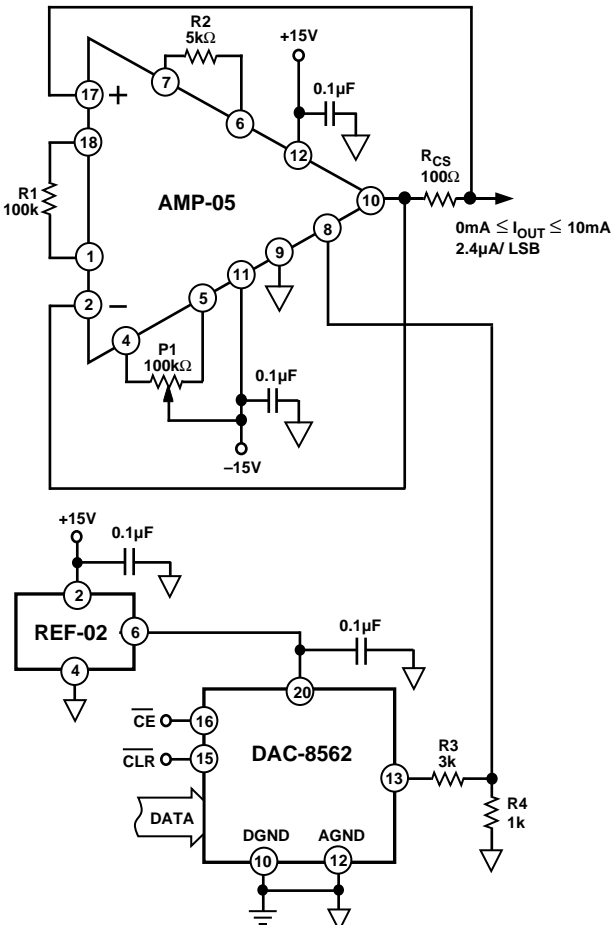 R2
5kΩ
+15V
0.1µF
7
6
12
17
+
18
R1
100k
AMP-05
10
RCS
100Ω
0mA ≤ IOUT ≤ 10mA
2.4µA/ LSB
8
9
1
11
2
–
5
4
P1
100kΩ
0.1µF
–15V
+15V
0.1µF
2
REF-02
6
4
0.1µF
20
CE
16
CLR
15
DAC-8562
13
R3
3k
R4
1k
DATA
DGND
AGND
10
12